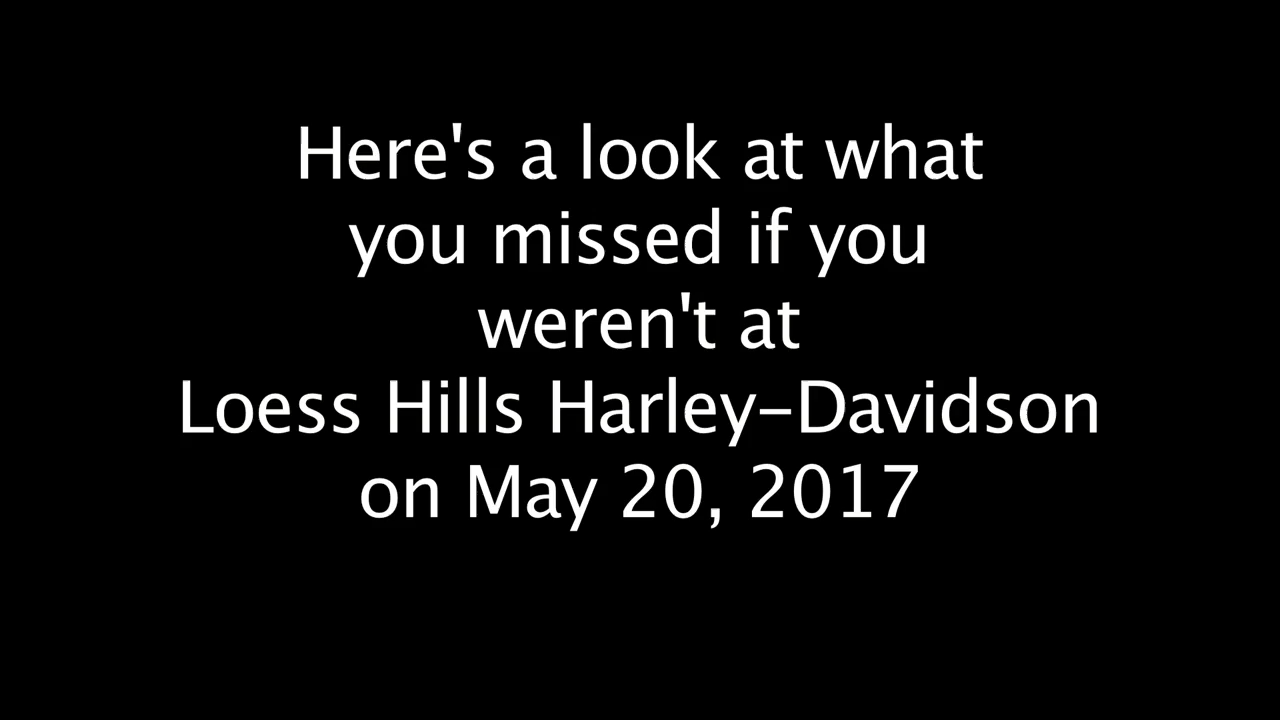 Here's a look at what
you missed if you
weren't at
Loess Hills Harley-Davidson
on May 20, 2017